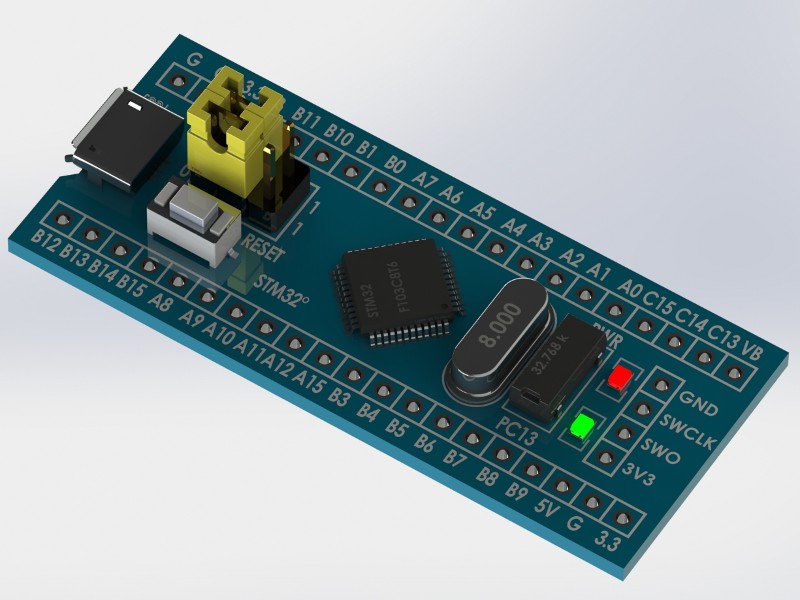 G
G
3.3
B11
B10
B1
B0
A7
A6
A5
A4
A3
A2
A1
A0
C15
C14
C13
VB
1
1
RESET
STM32°
STM32
F103C8T6
8.000
32.768 k
PWR
PC13
GND
SWCLK
SWO
3V3
B12
B13
B14
B15
A8
A9
A10
A11
A12
A15
B3
B4
B5
B6
B7
B8
B9
5V
G
3.3